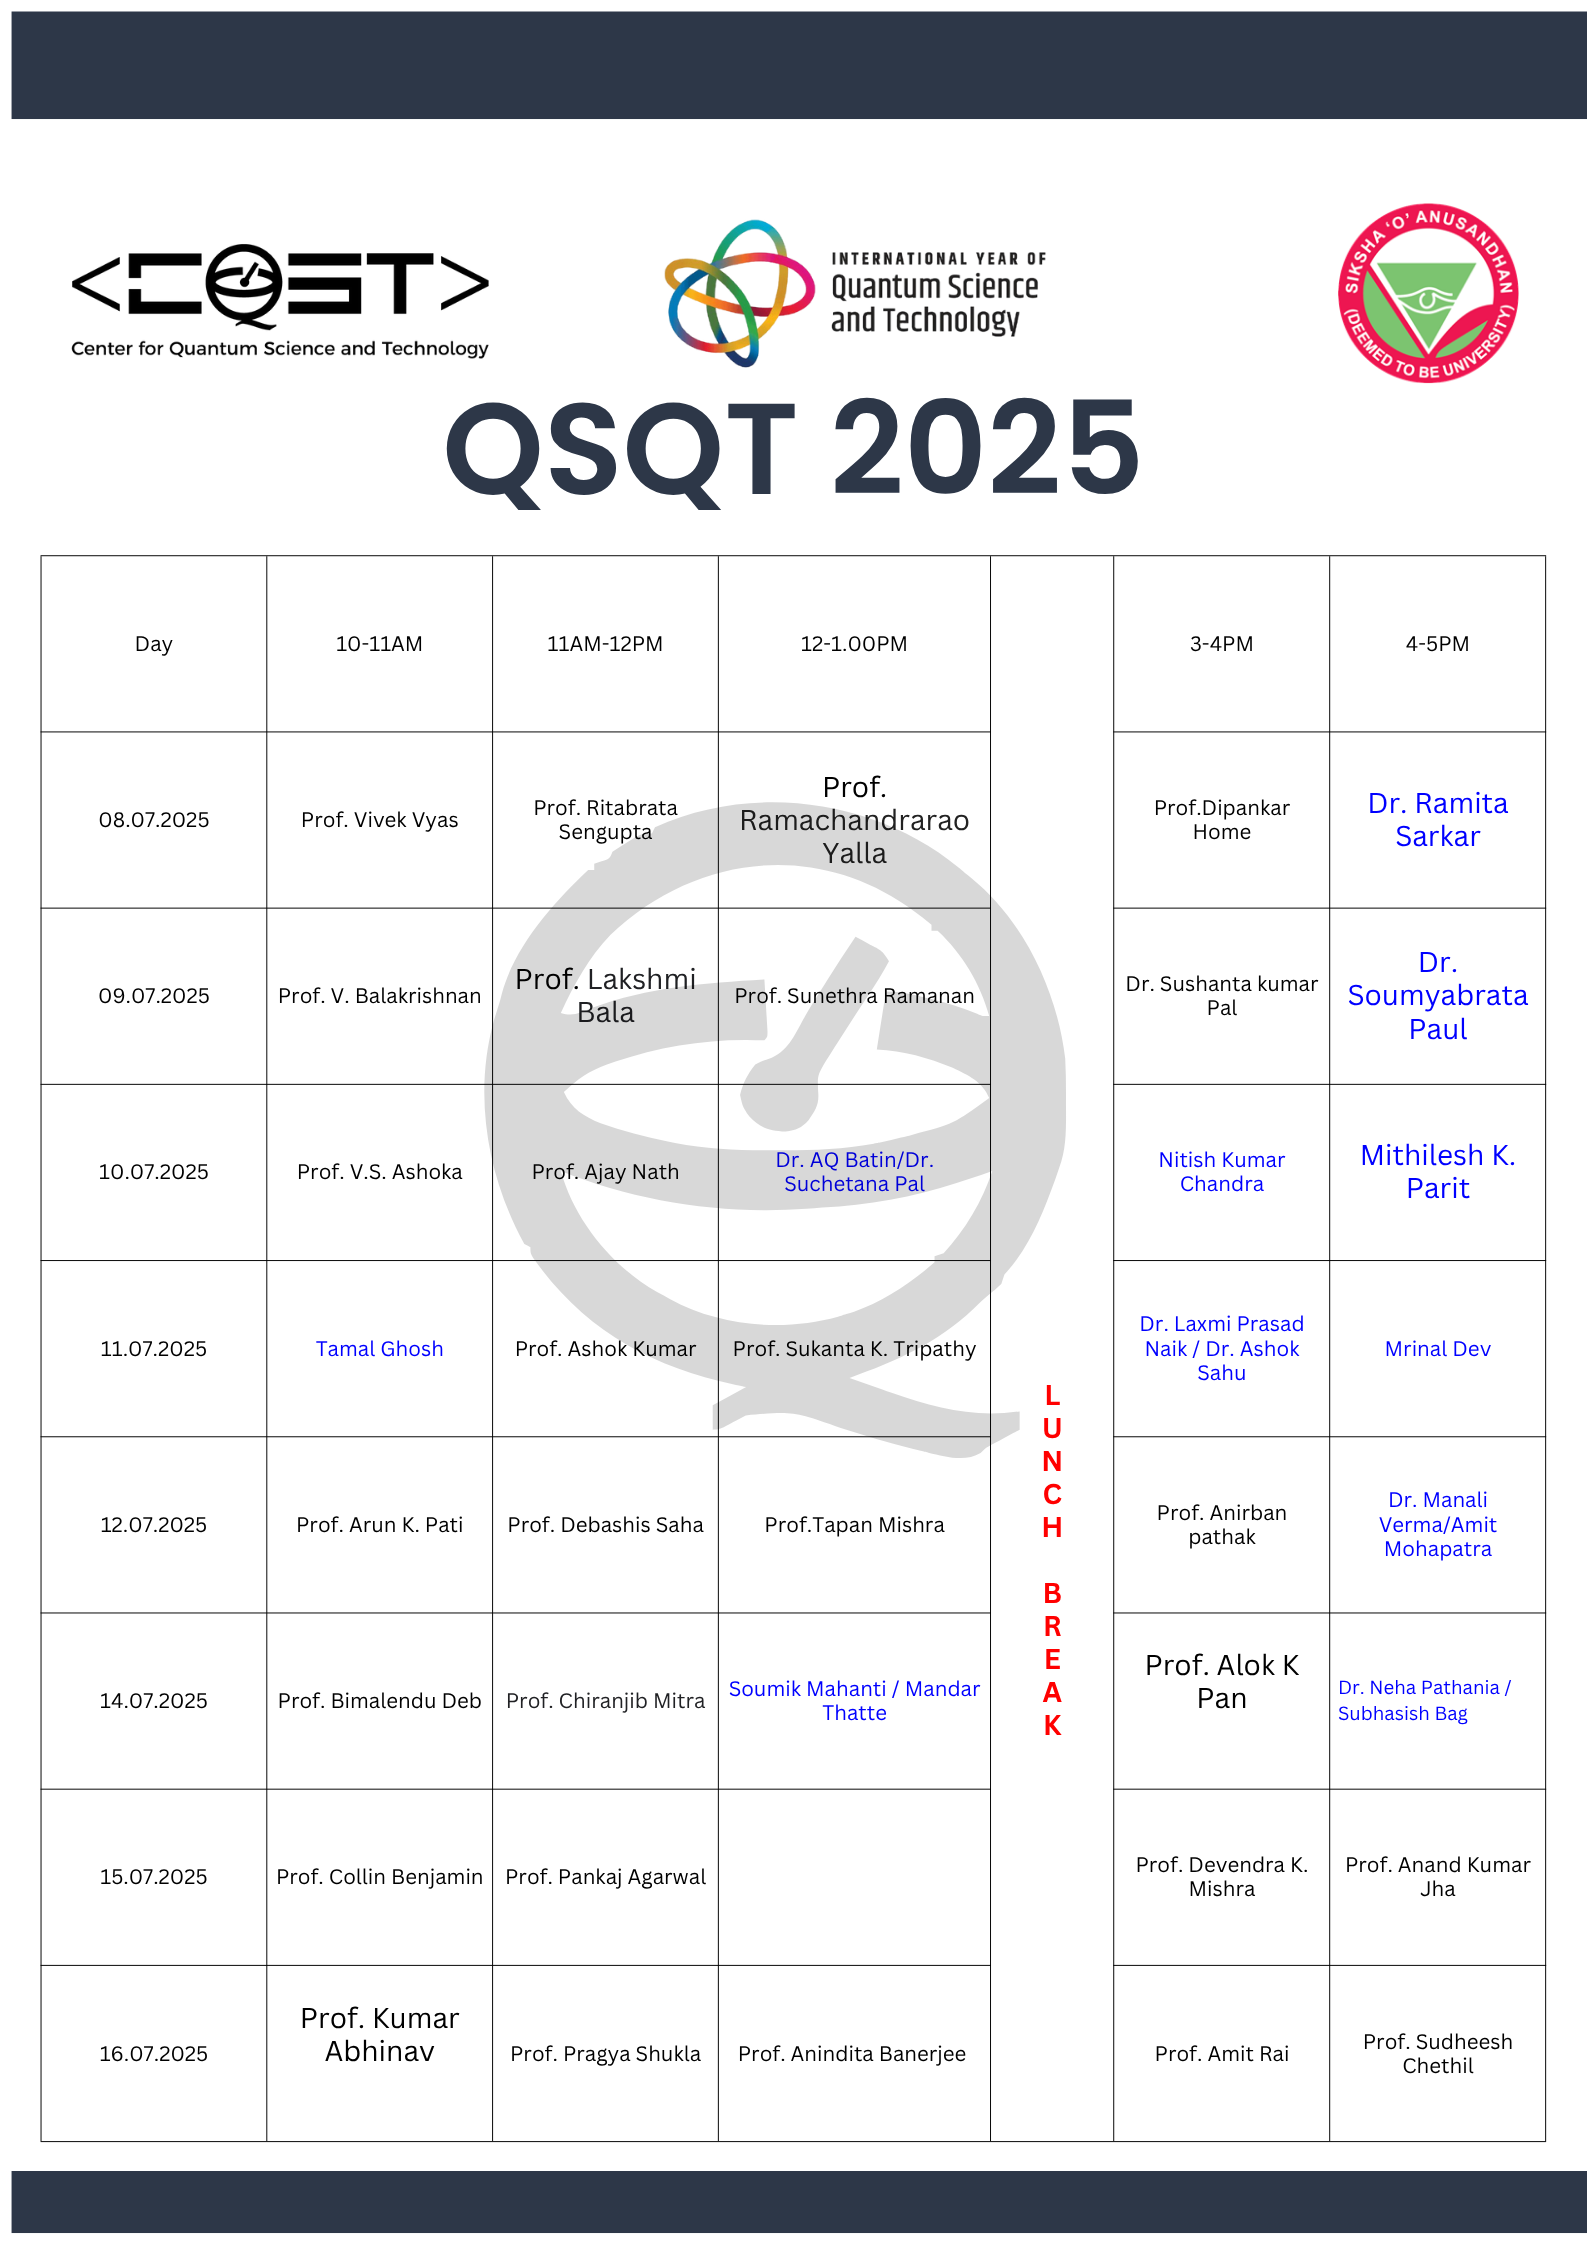 <CQST>
Center for Quantum Science and Technology
INTERNATIONAL YEAR OF
Quantum Science
and Technology
SIKSHA 'O' ANUSANDHAN
(DEEMED TO BE UNIVERSITY)
QSQT 2025
Day
10-11AM
11AM-12PM
12-1.00PM
3-4PM
4-5PM
08.07.2025
Prof. Vivek Vyas
Prof. Ritabrata
Sengupta
Prof.
Ramachandrarao
Yalla
Prof.Dipankar
Home
Dr. Ramita
Sarkar
09.07.2025
Prof. V. Balakrishnan
Prof. Lakshmi
Bala
Prof. Sunethra Ramanan
Dr. Sushanta kumar
Pal
Dr.
Soumyabrata
Paul
10.07.2025
Prof. V.S. Ashoka
Prof. Ajay Nath
Dr. AQ Batin/Dr.
Suchetana Pal
Nitish Kumar
Chandra
Mithilesh K.
Parit
11.07.2025
Tamal Ghosh
Prof. Ashok Kumar
Prof. Sukanta K. Tripathy
Dr. Laxmi Prasad
Naik / Dr. Ashok
Sahu
Mrinal Dev
L
U
N
C
H
B
R
E
A
K
12.07.2025
Prof. Arun K. Pati
Prof. Debashis Saha
Prof.Tapan Mishra
Prof. Anirban
pathak
Dr. Manali
Verma/Amit
Mohapatra
14.07.2025
Prof. Bimalendu Deb
Prof. Chiranjib Mitra
Soumik Mahanti / Mandar
Thatte
Prof. Alok K
Pan
Dr. Neha Pathania /
Subhasish Bag
15.07.2025
Prof. Collin Benjamin
Prof. Pankaj Agarwal
Prof. Devendra K.
Mishra
Prof. Anand Kumar
Jha
16.07.2025
Prof. Kumar
Abhinav
Prof. Pragya Shukla
Prof. Anindita Banerjee
Prof. Amit Rai
Prof. Sudheesh
Chethil